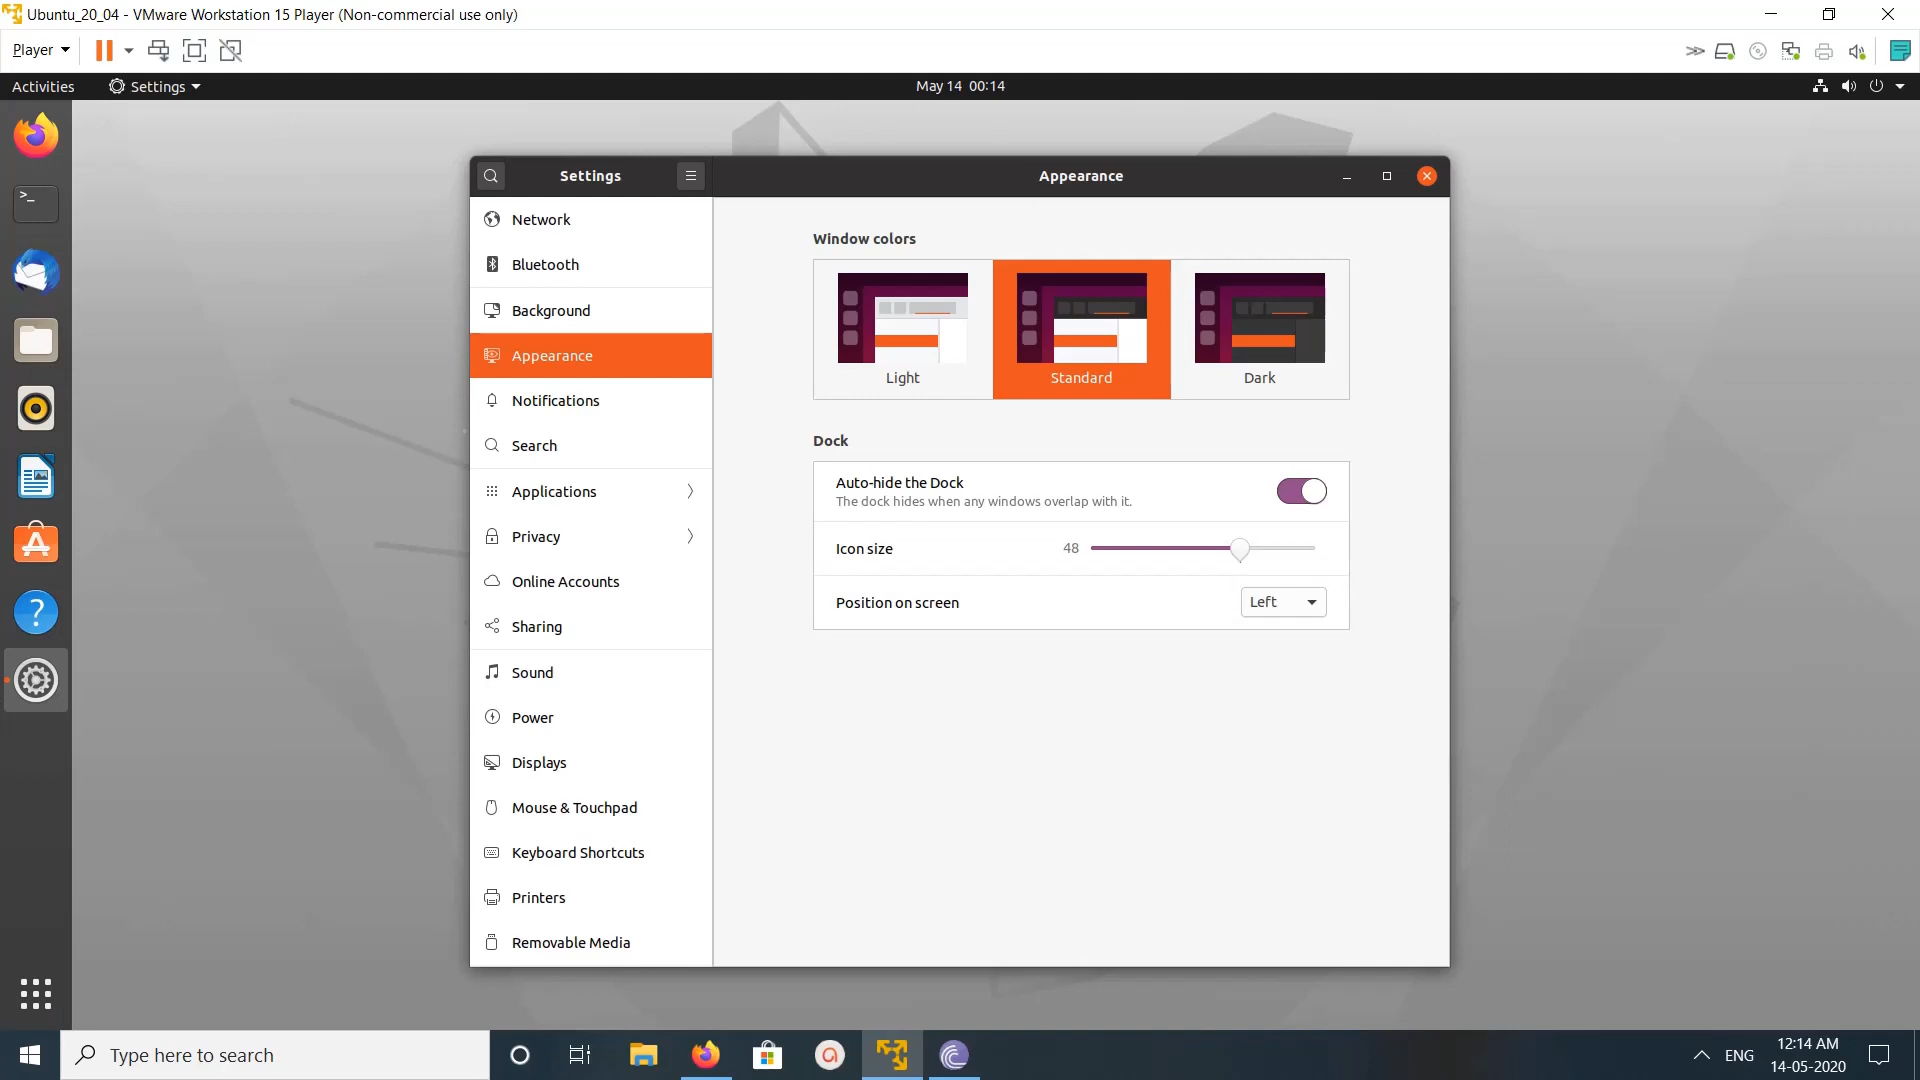 Ubuntu_20_04 - VMware Workstation 15 Player (Non-commercial use only)
Player
Activities
Settings
May 14 00:14
Settings
Appearance
Network
Bluetooth
Background
Appearance
Notifications
Search
Applications
Privacy
Online Accounts
Sharing
Sound
Power
Displays
Mouse & Touchpad
Keyboard Shortcuts
Printers
Removable Media
Window colors
Light
Standard
Dark
Dock
Auto-hide the Dock
The dock hides when any windows overlap with it.
Icon size 48
Position on screen Left
Type here to search
ENG
12:14 AM
14-05-2020